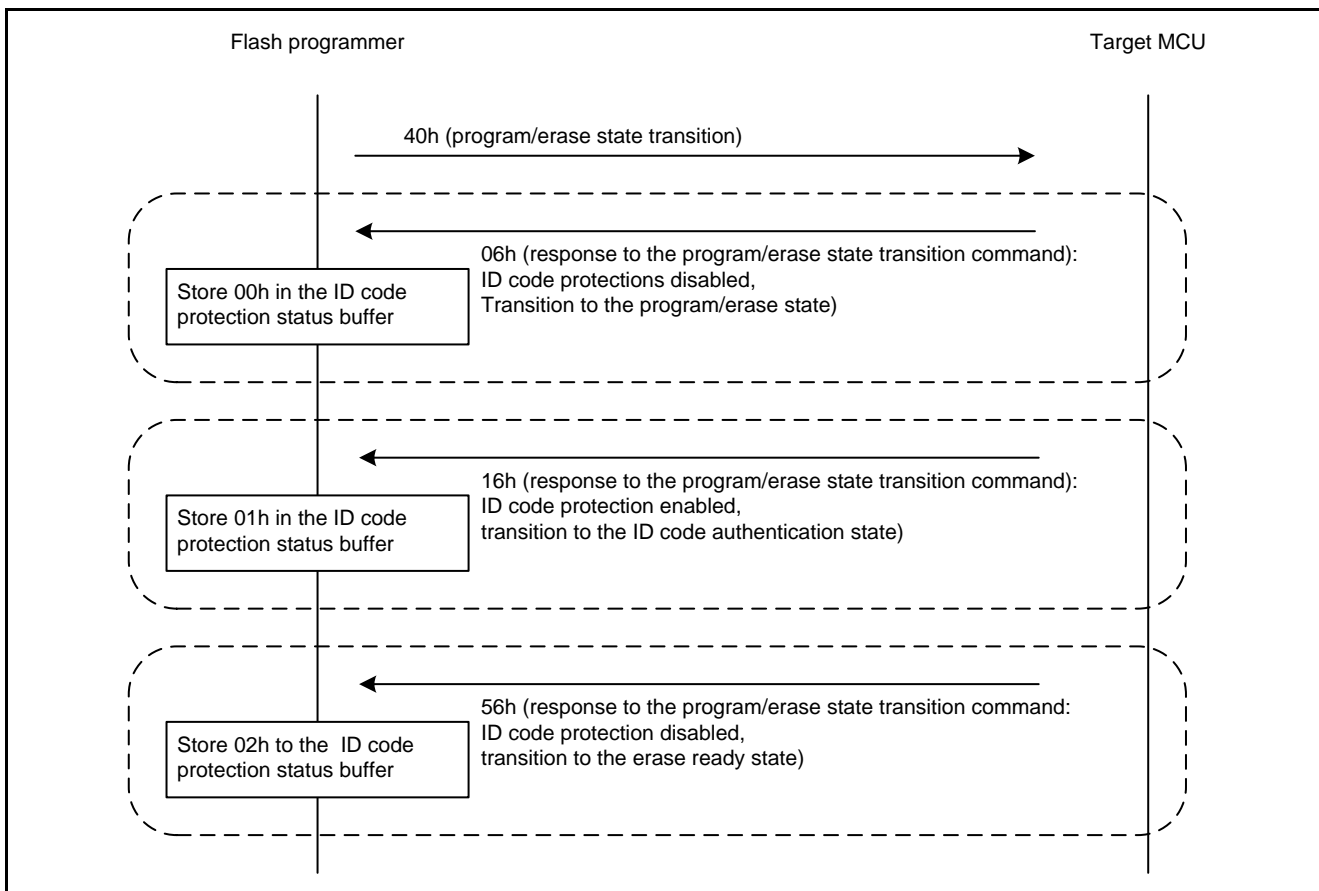 Flash programmer
Target MCU
40h (program/erase state transition)
06h (response to the program/erase state transition command):
ID code protections disabled,
Transition to the program/erase state)
Store 00h in the ID code
protection status buffer
16h (response to the program/erase state transition command):
ID code protection enabled,
transition to the ID code authentication state)
Store 01h in the ID code
protection status buffer
56h (response to the program/erase state transition command:
ID code protection disabled,
transition to the erase ready state)
Store 02h to the  ID code
protection status buffer